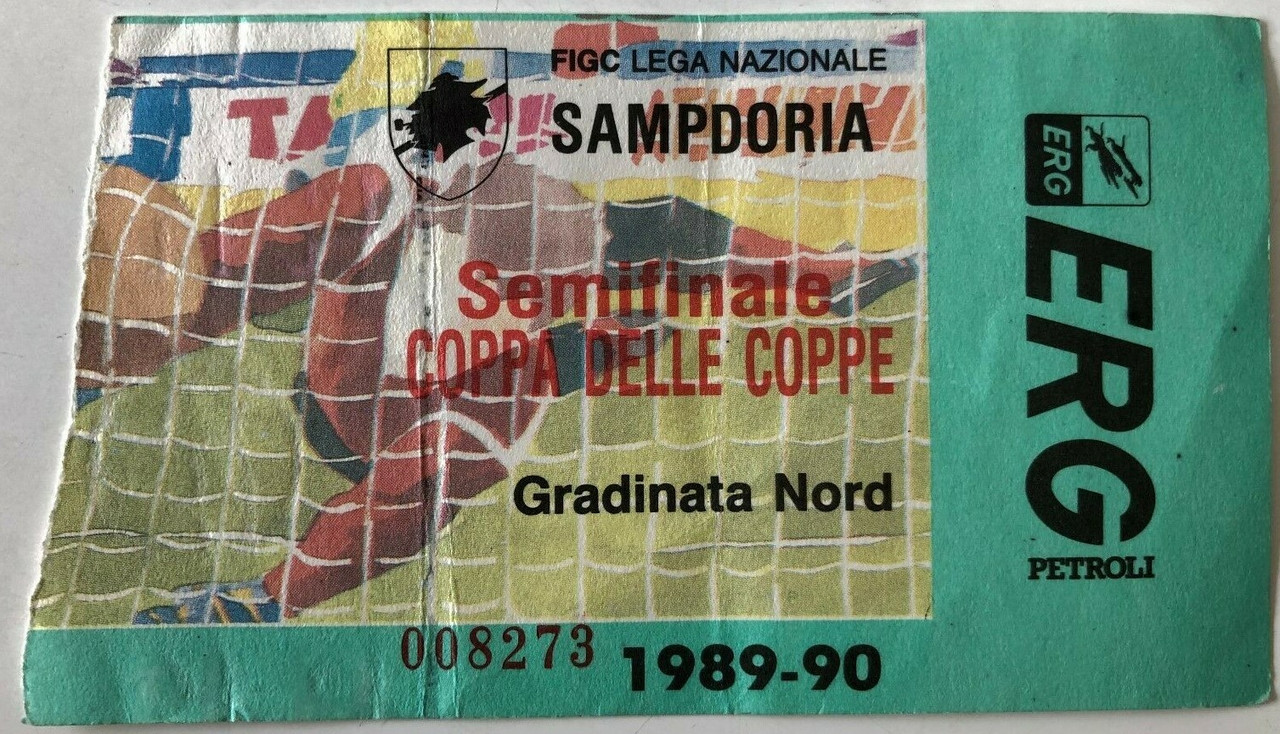 FIGC LEGA NAZIONALE
SAMPDORIA
Semifinale
COPPA DELLE COPPE
Gradinata Nord
008273
1989-90
ERG
ERG
PETROLI